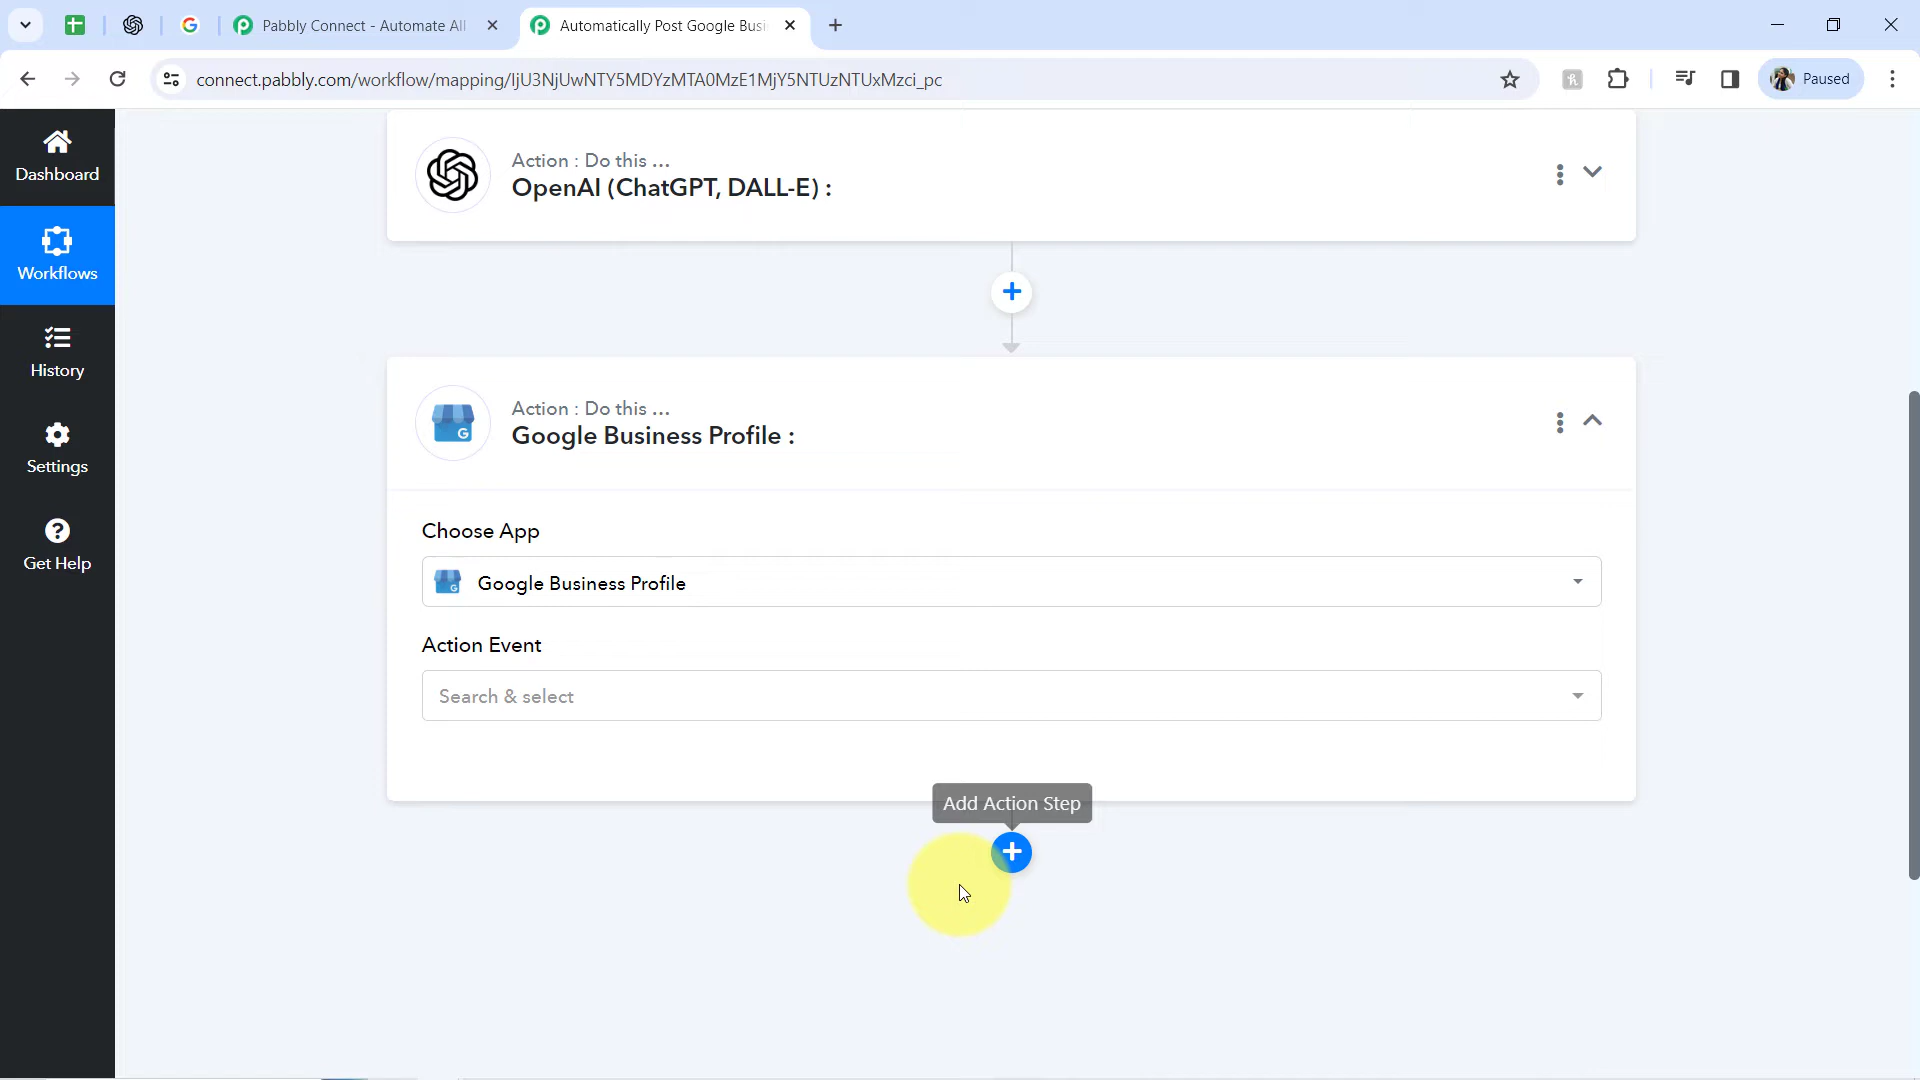 Pabbly Connect - Automate All
Automatically Post Google Busi
connect.pabbly.com/workflow/mapping/IjU3NjUwNTY5MDYzMTA0MzE1MjY5NTUzNTUxMzci_pc
Paused
Dashboard
Workflows
History
Settings
Get Help
Action : Do this ...
OpenAI (ChatGPT, DALL-E) :
Action : Do this ...
Google Business Profile :
Choose App
Google Business Profile
Action Event
Search & select
Add Action Step